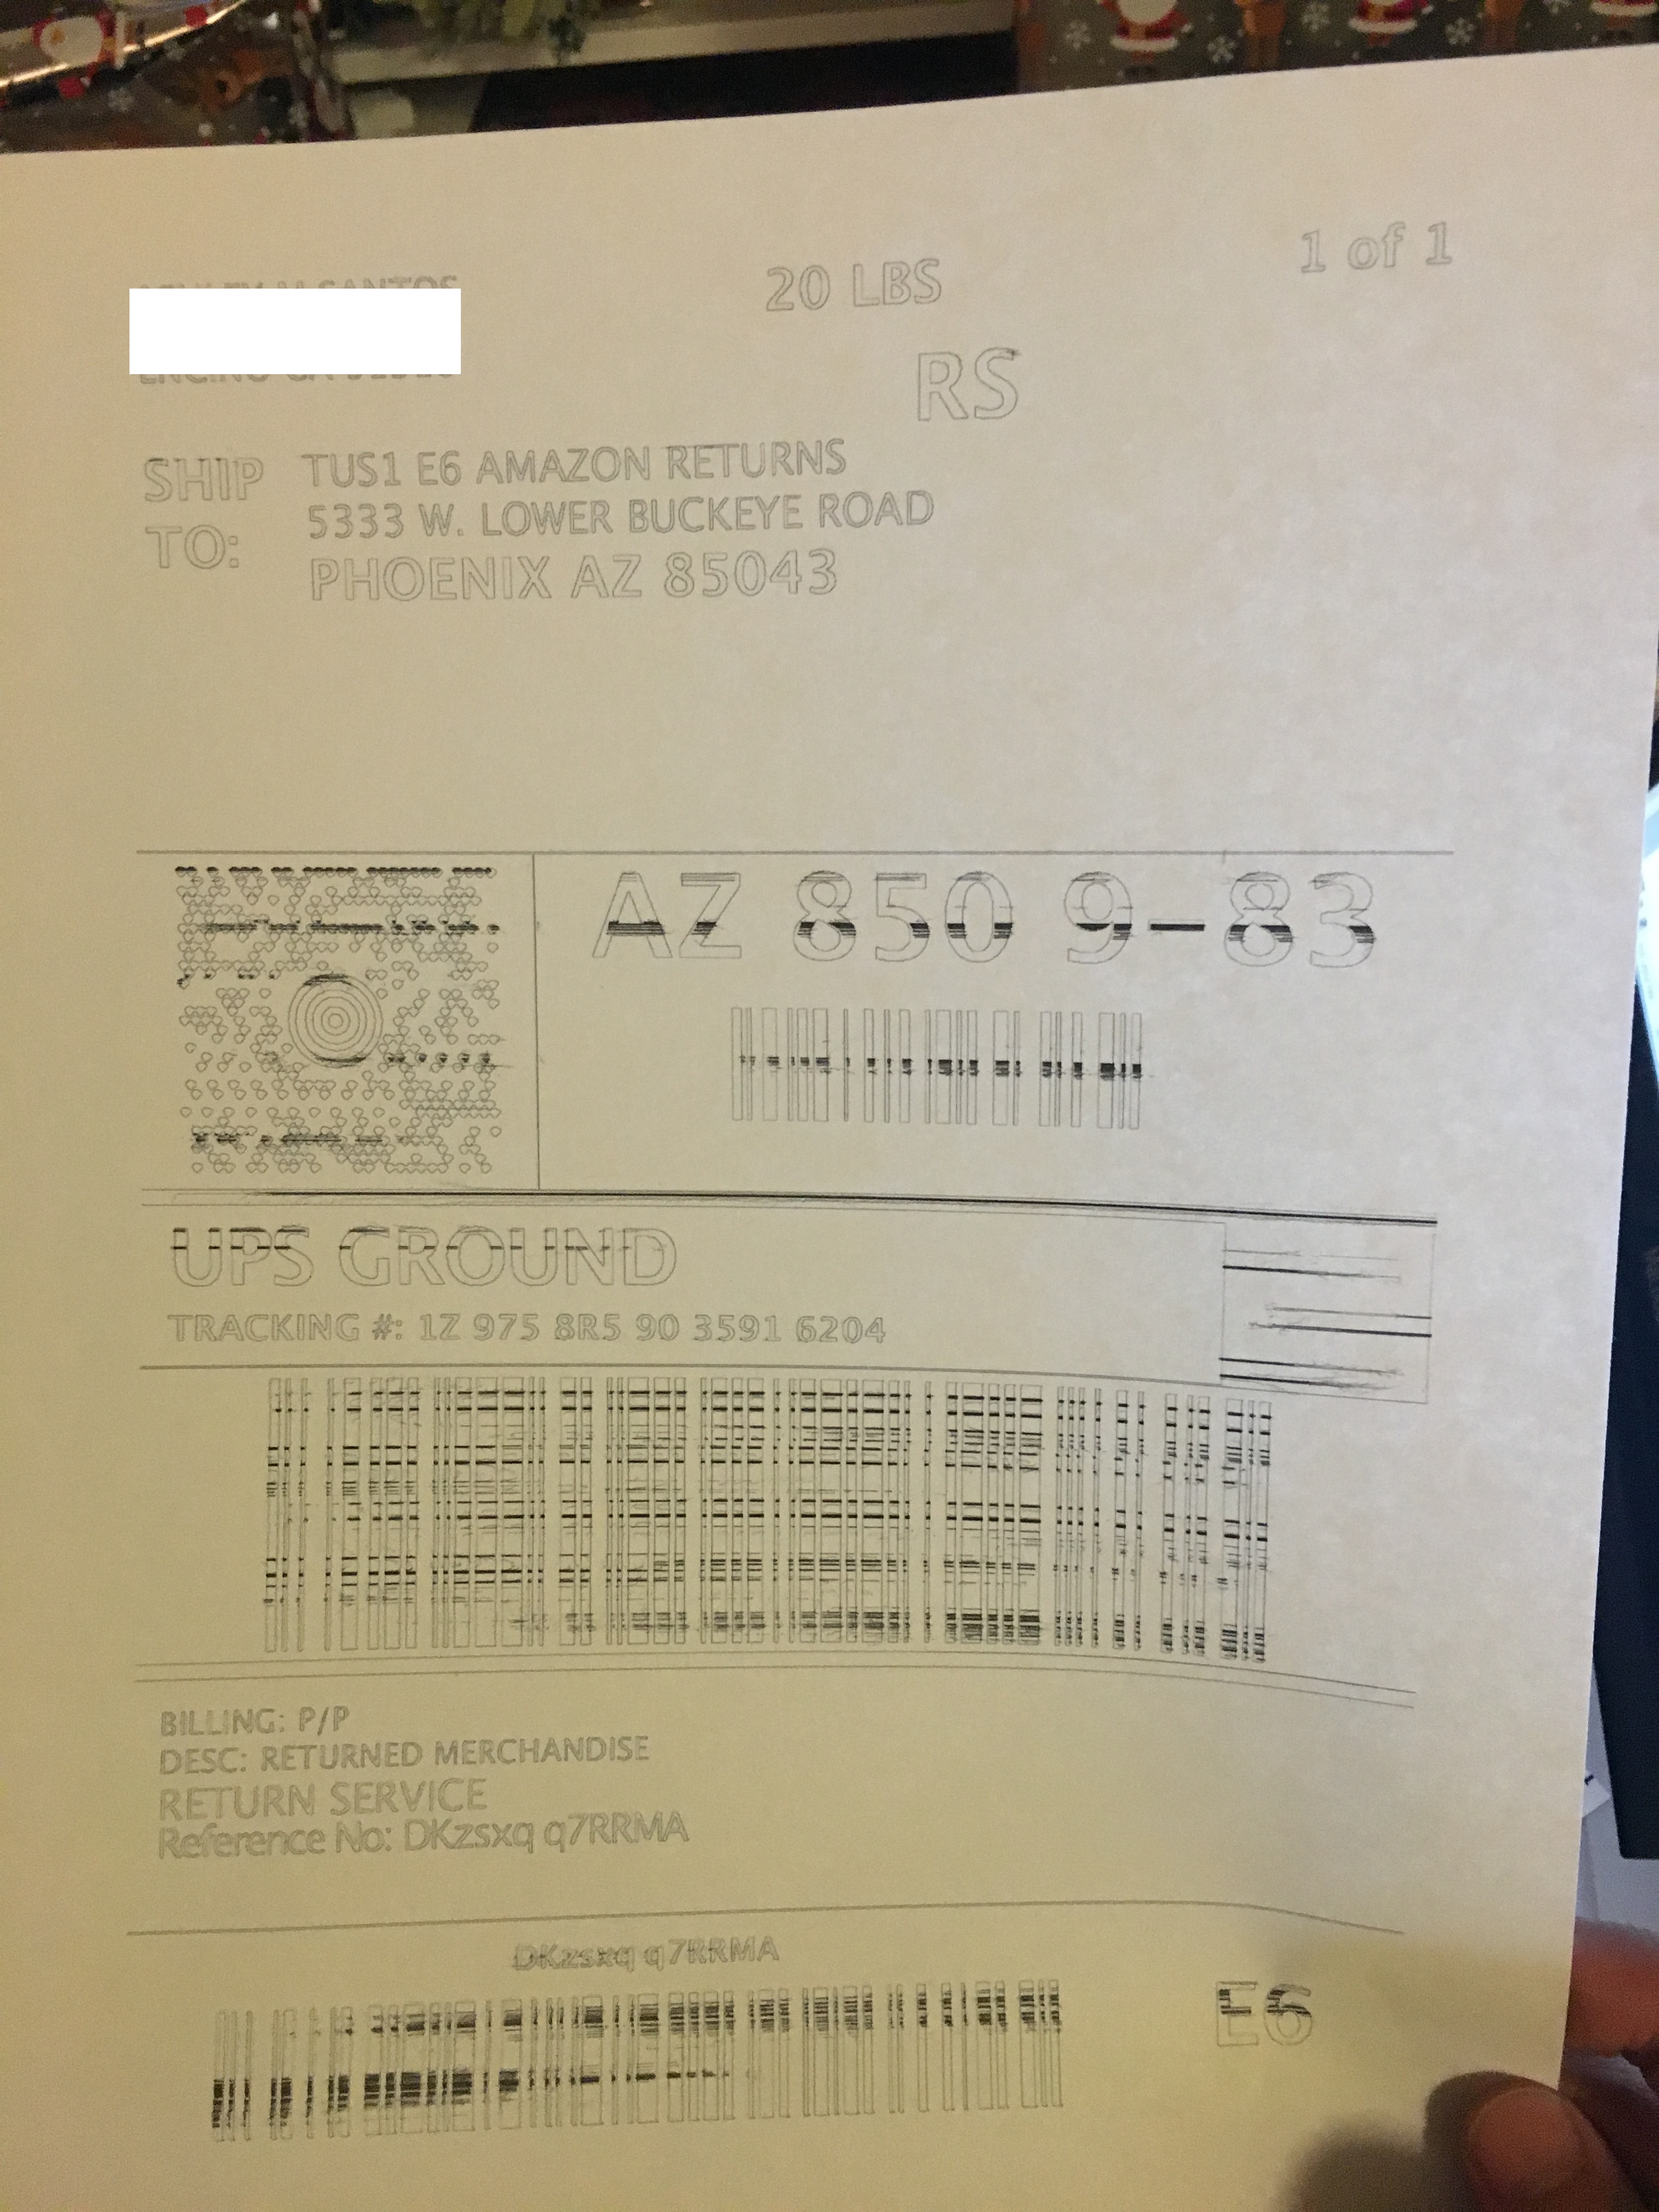 20 LBS
1 of 1
RS
SHIP TO:
TUS1 E6 AMAZON RETURNS
5333 W. LOWER BUCKEYE ROAD
PHOENIX AZ 85043
AZ 850 9-83
UPS GROUND
TRACKING #: 1Z 975 8R5 90 3591 6204
BILLING: P/P
DESC: RETURNED MERCHANDISE
RETURN SERVICE
Reference No: DKzsxq q7RRMA
DKzsxq q7RRMA
E6